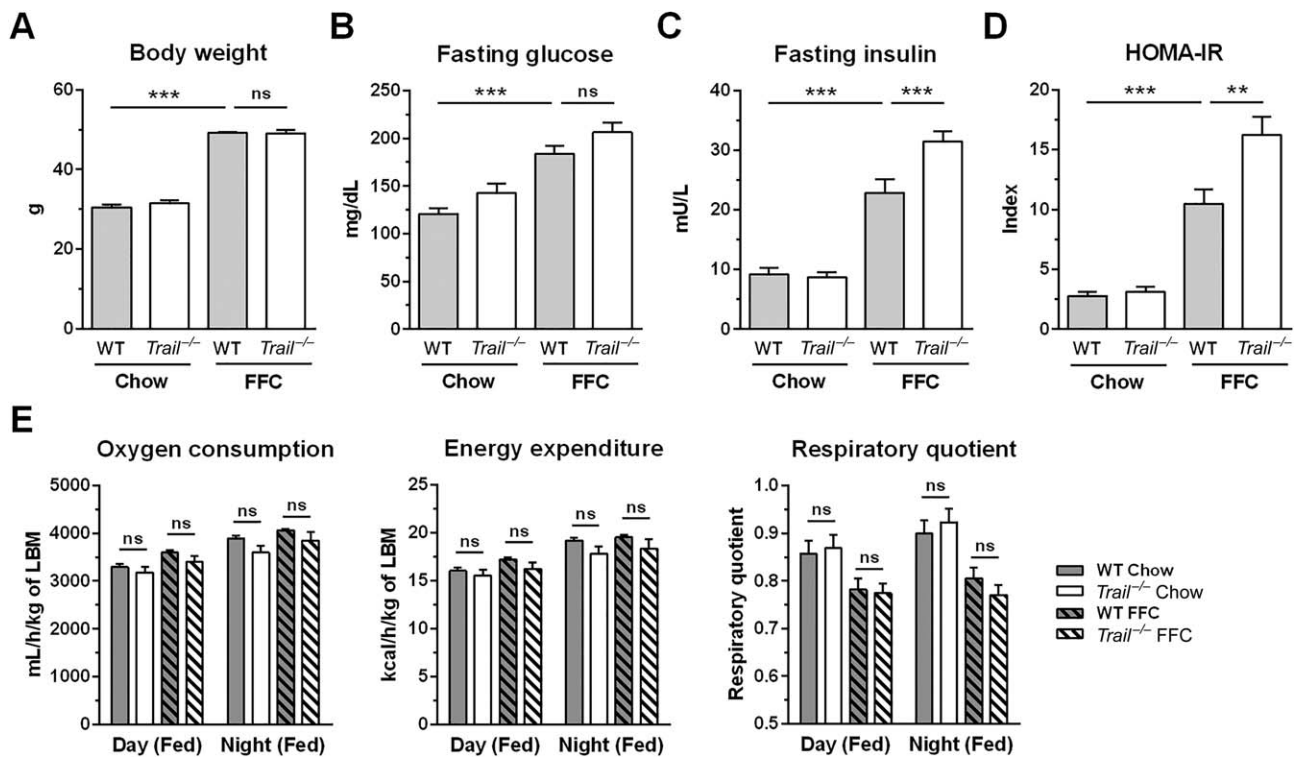 A
Body weight
g
60
40
20
0
***
ns
WT
Trail–/–
WT
Trail–/–
Chow
FFC
B
Fasting glucose
mg/dL
250
200
150
100
50
0
***
ns
WT
Trail–/–
WT
Trail–/–
Chow
FFC
C
Fasting insulin
mU/L
40
30
20
10
0
***
***
WT
Trail–/–
WT
Trail–/–
Chow
FFC
D
HOMA-IR
Index
20
15
10
5
0
***
**
WT
Trail–/–
WT
Trail–/–
Chow
FFC
E
Oxygen consumption
mL/h/kg of LBM
5000
4000
3000
2000
1000
0
ns
ns
ns
ns
Day (Fed)
Night (Fed)
Energy expenditure
kcal/h/kg of LBM
25
20
15
10
5
0
ns
ns
ns
ns
Day (Fed)
Night (Fed)
Respiratory quotient
Respiratory quotient
1.0
0.9
0.8
0.7
0.6
0.5
ns
ns
ns
ns
Day (Fed)
Night (Fed)
WT Chow
Trail–/– Chow
WT FFC
Trail–/– FFC